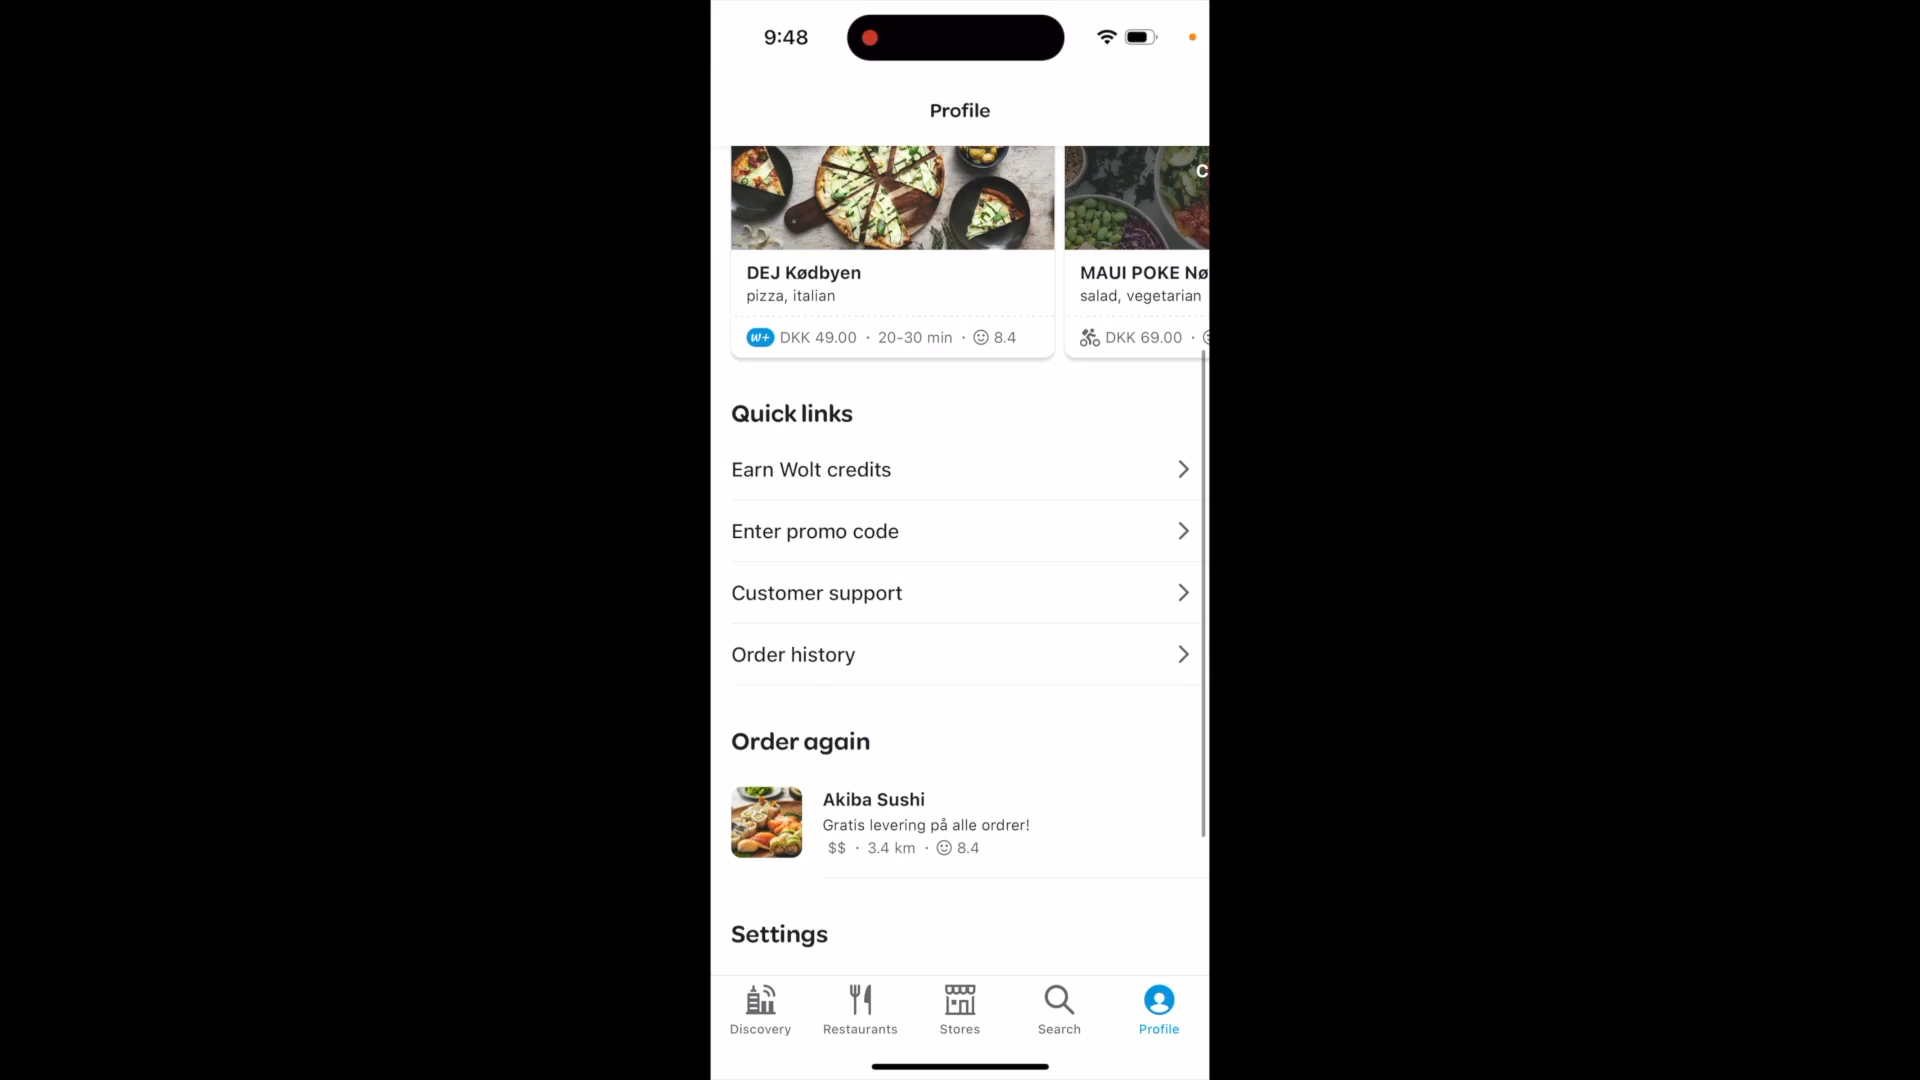 9:48
Profile
C
DEJ Kødbyen
pizza, italian
W+ DKK 49.00 · 20-30 min · 8.4
MAUI POKE Nø
salad, vegetarian
DKK 69.00 ·
Quick links
Earn Wolt credits
Enter promo code
Customer support
Order history
Order again
Akiba Sushi
Gratis levering på alle ordrer!
$$ · 3.4 km · 8.4
Settings
Discovery
Restaurants
Stores
Search
Profile